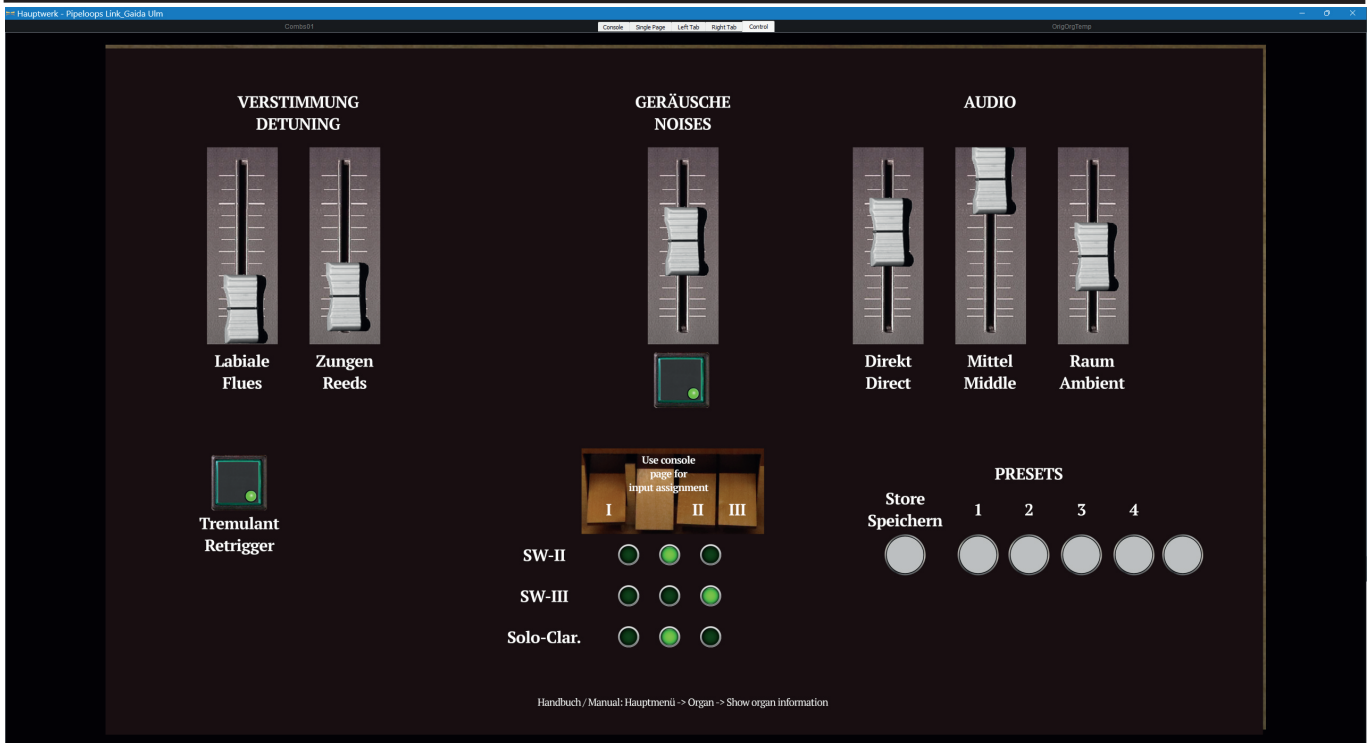 Hauptwerk - Pipeloops Link_Gaida Ulm
Combs01
Console Single Page Left Tab Right Tab Control
OrigOrgTemp
VERSTIMMUNG
DETUNING
GERÄUSCHE
NOISES
AUDIO
Labiale
Flues
Zungen
Reeds
Direkt
Direct
Mittel
Middle
Raum
Ambient
Tremulant
Retrigger
Use console
page for
input assignment
I II III
SW-II
SW-III
Solo-Clar.
PRESETS
Store
Speichern
1 2 3 4
Handbuch / Manual: Hauptmenü -> Organ -> Show organ information